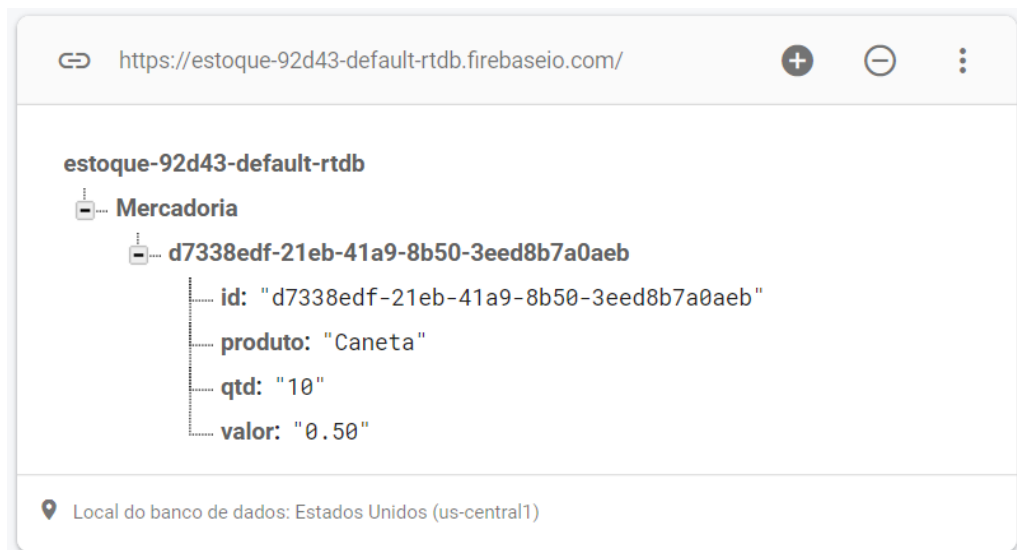 https://estoque-92d43-default-rtdb.firebaseio.com/
estoque-92d43-default-rtdb
Mercadoria
d7338edf-21eb-41a9-8b50-3eed8b7a0aeb
id: "d7338edf-21eb-41a9-8b50-3eed8b7a0aeb"
produto: "Caneta"
qtd: "10"
valor: "0.50"
Local do banco de dados: Estados Unidos (us-central1)